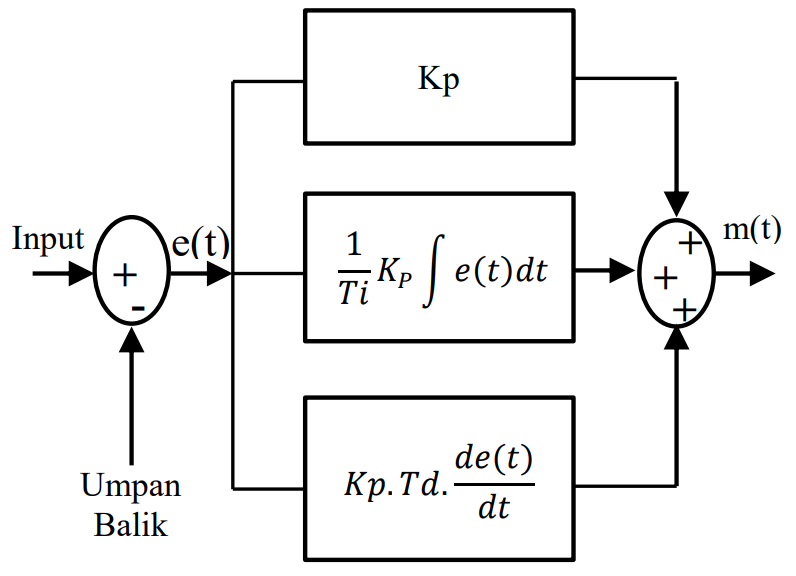 Kp
Input
e(t)
m(t)
+
-
1/Ti K_P ∫ e(t)dt
+
+
+
Kp.Td. de(t)/dt
Umpan
Balik